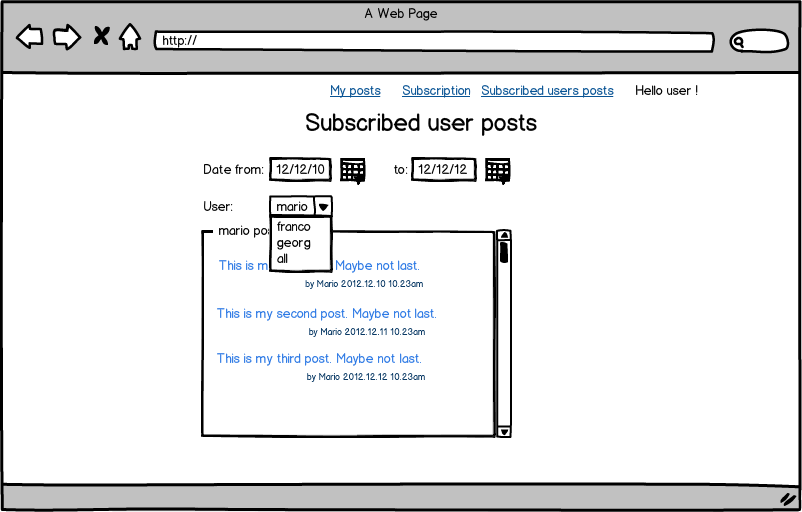 A Web Page
http://
My posts Subscription Subscribed users posts Hello user !
Subscribed user posts
Date from: 12/12/10 to: 12/12/12
User: mario
franco
georg
all
mario po
This is m Maybe not last.
by Mario 2012.12.10 10.23am
This is my second post. Maybe not last.
by Mario 2012.12.11 10.23am
This is my third post. Maybe not last.
by Mario 2012.12.12 10.23am